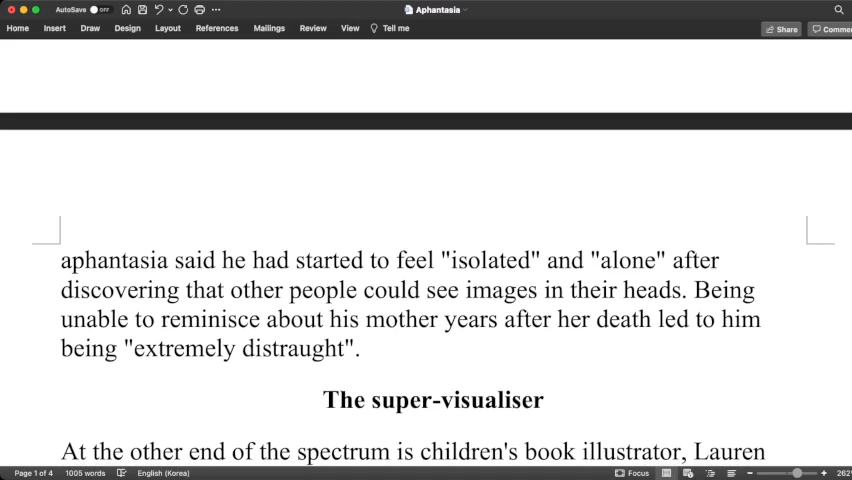 AutoSave OFF
Aphantasia
Home Insert Draw Design Layout References Mailings Review View Tell me Share Commen
aphantasia said he had started to feel "isolated" and "alone" after
discovering that other people could see images in their heads. Being
unable to reminisce about his mother years after her death led to him
being "extremely distraught".
The super-visualiser
At the other end of the spectrum is children's book illustrator, Lauren
Page 1 of 4 1005 words English (Korea) Focus 262%